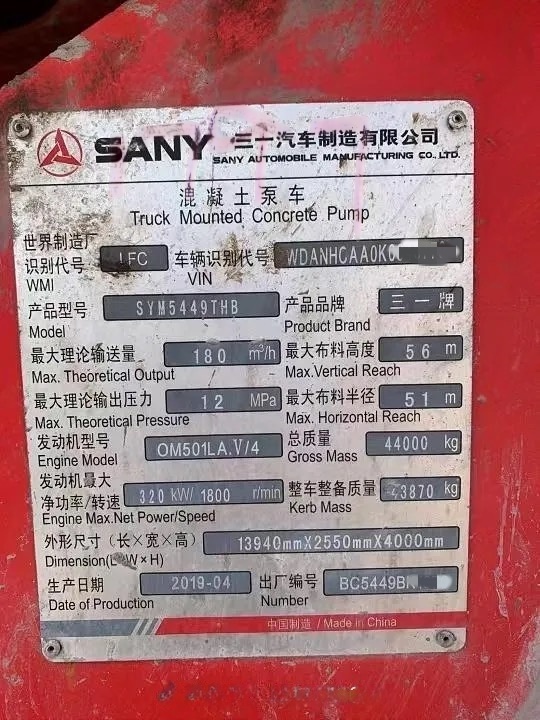 SANY 三一汽车制造有限公司
SANY AUTOMOBILE MANUFACTURING CO., LTD.
混凝土泵车
Truck Mounted Concrete Pump
世界制造厂
识别代号 LFC 车辆识别代号 WDANHCAA0K
WMI VIN
产品型号 SYM5449THB 产品品牌 三一牌
Model Product Brand
最大理论输送量 180 m³/h 最大布料高度 56 m
Max. Theoretical Output Max.Vertical Reach
最大理论输出压力 12 MPa 最大布料半径 51 m
Max. Theoretical Pressure Max. Horizontal Reach
发动机型号 OM501LA.V/4 总质量 44000 kg
Engine Model Gross Mass
发动机最大
净功率/转速 320 kW/ 1800 r/min 整车整备质量 43870 kg
Engine Max.Net Power/Speed Kerb Mass
外形尺寸（长×宽×高） 13940mmX2550mmX4000mm
Dimension(L×W×H)
生产日期 2019-04 出厂编号 BC5449B
Date of Production Number
中国制造 / Made in China